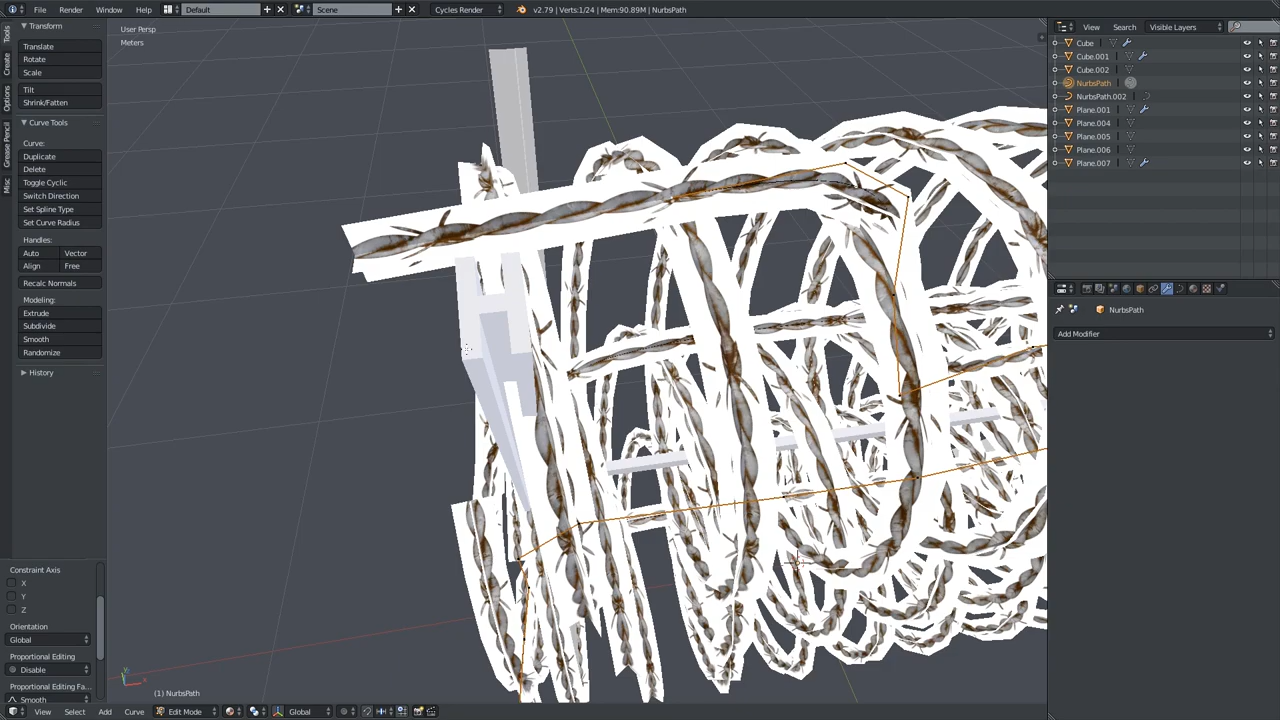 File Render Window Help Default Scene Cycles Render v2.79 | Verts:1/24 | Mem:90.89M | NurbsPath
Tools
Create
Options
Grease Pencil
Misc
Transform
Translate
Rotate
Scale
Tilt
Shrink/Fatten
Curve Tools
Curve:
Duplicate
Delete
Toggle Cyclic
Switch Direction
Set Spline Type
Set Curve Radius
Handles:
Auto Vector
Align Free
Recalc Normals
Modeling:
Extrude
Subdivide
Smooth
Randomize
History
Constraint Axis
X
Y
Z
Orientation
Global
Proportional Editing
Disable
Proportional Editing Fa...
Smooth
User Persp
Meters
(1) NurbsPath
View Select Add Curve Edit Mode Global
View Search Visible Layers
Cube
Cube.001
Cube.002
NurbsPath
NurbsPath.002
Plane.001
Plane.004
Plane.005
Plane.006
Plane.007
NurbsPath
Add Modifier